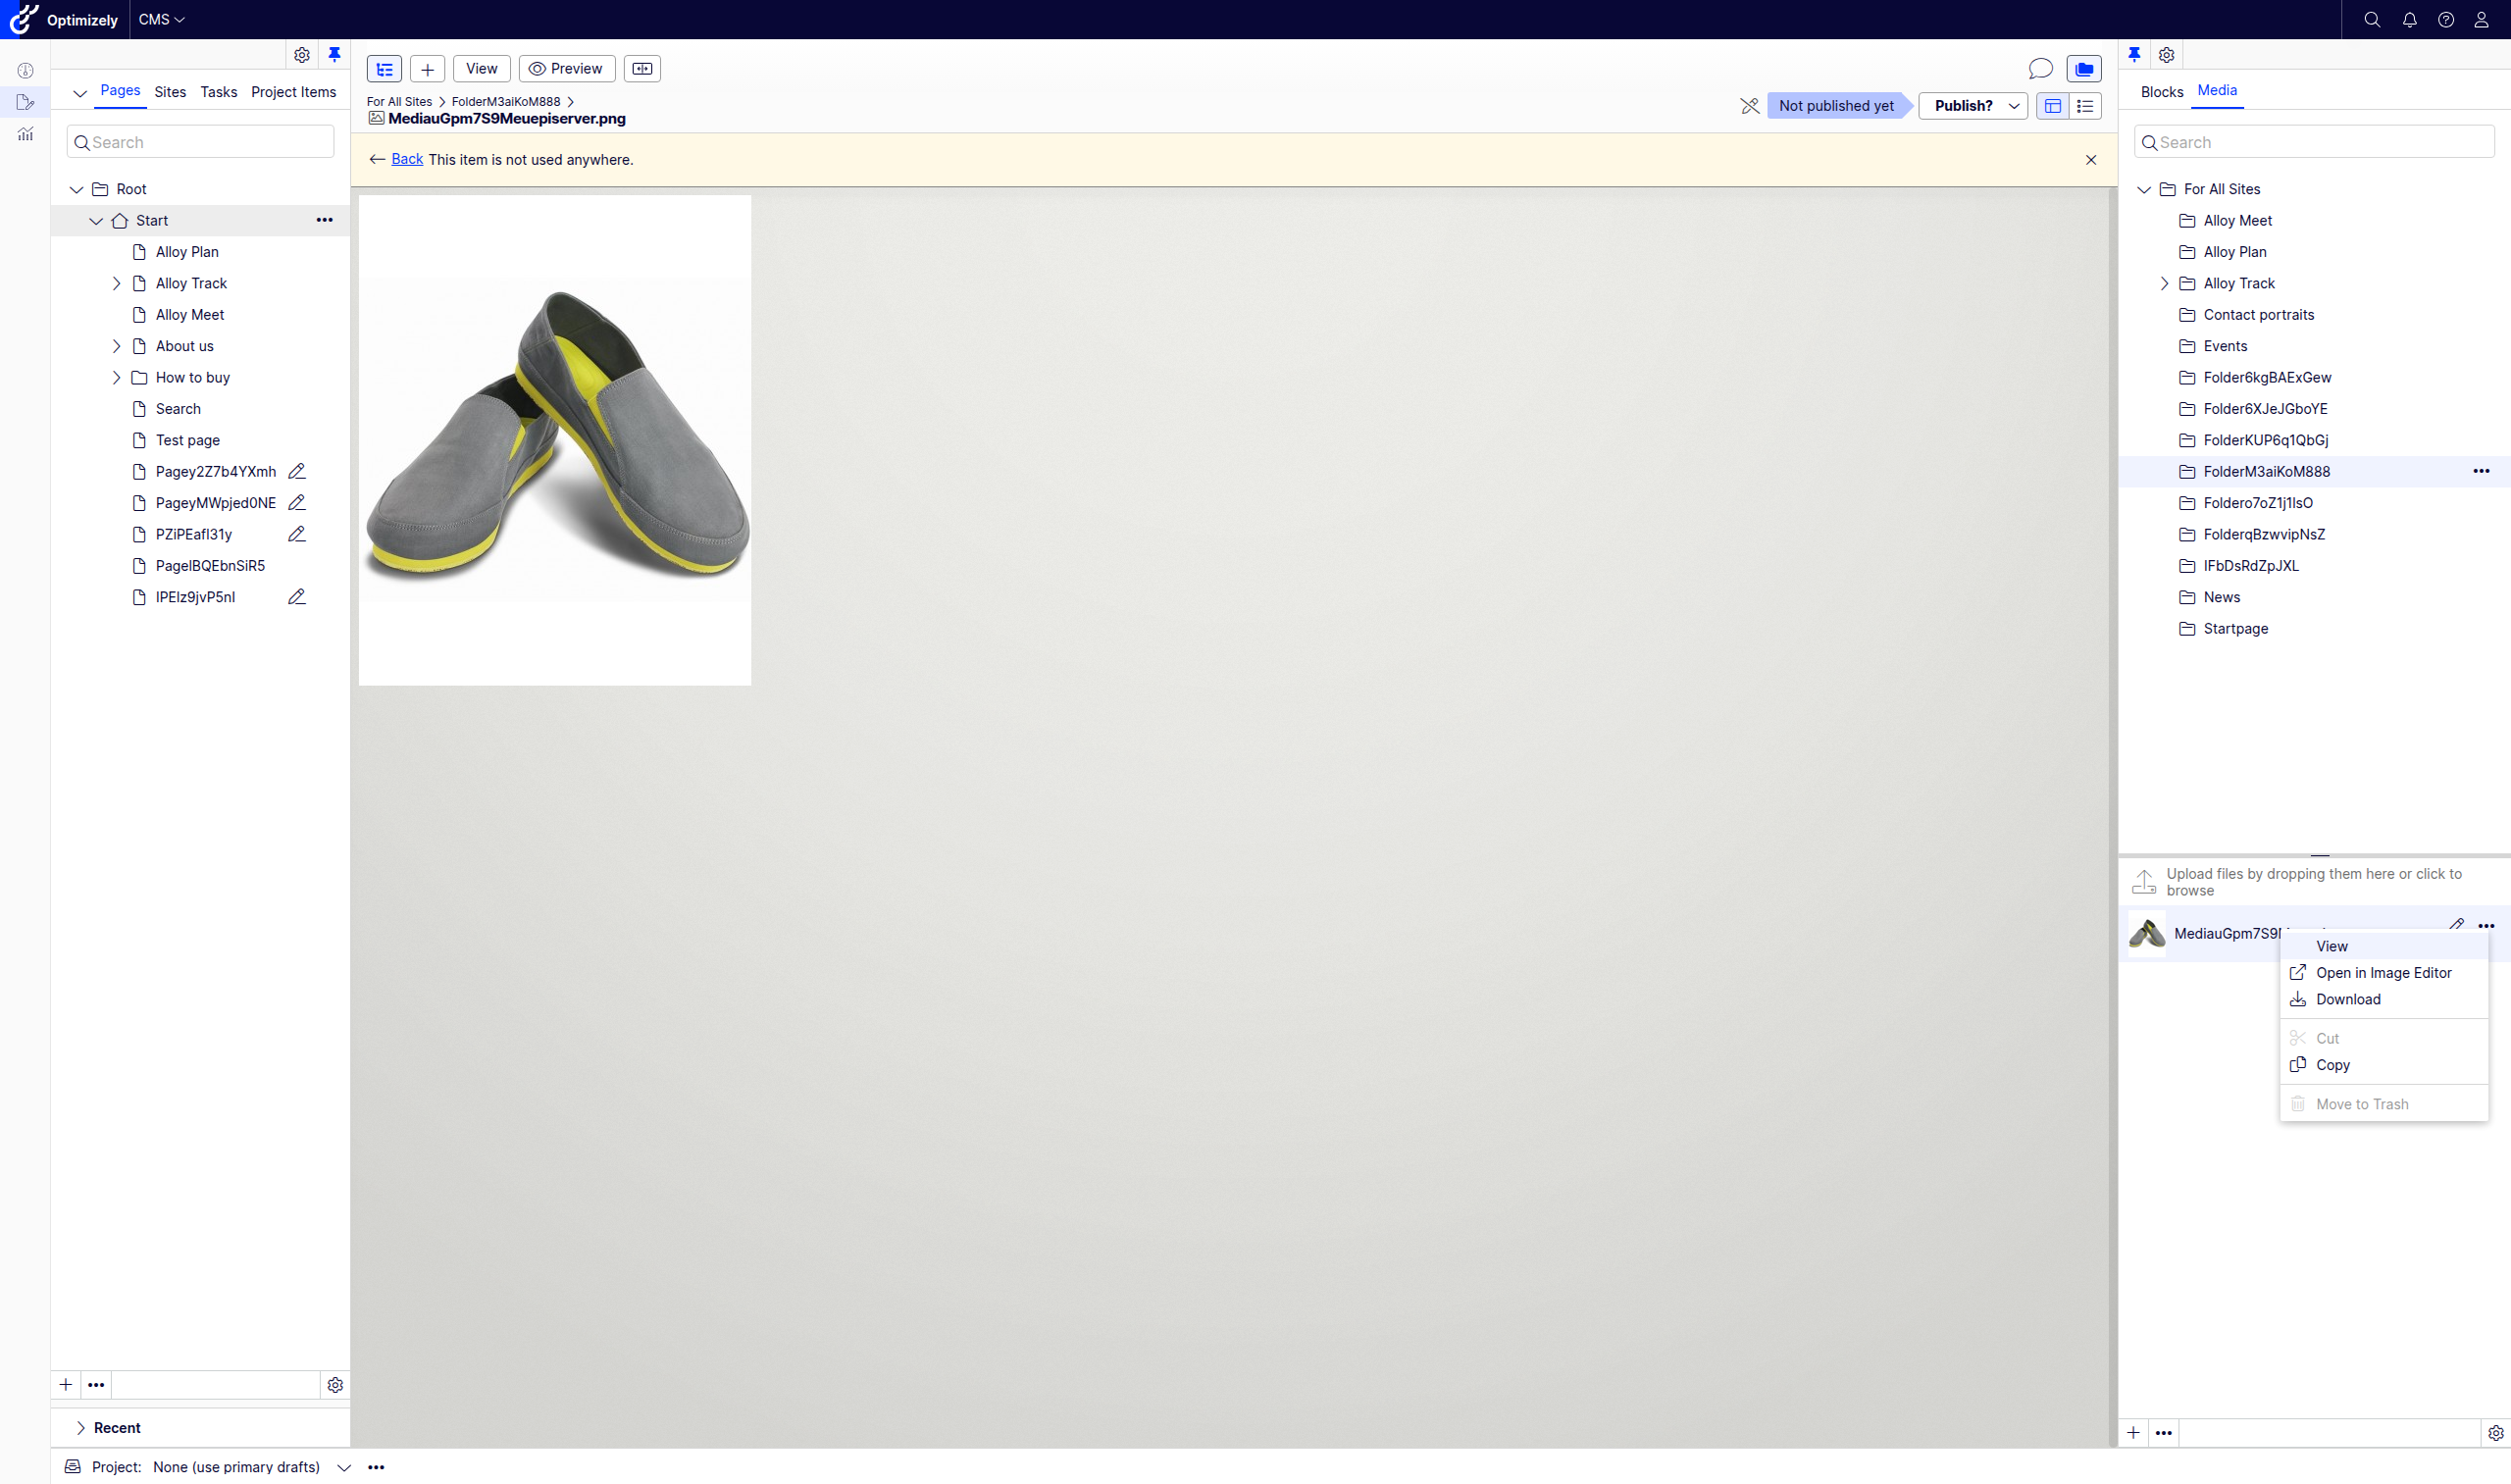 Optimizely CMS
Pages Sites Tasks Project Items
Search
Root
Start
Alloy Plan
Alloy Track
Alloy Meet
About us
How to buy
Search
Test page
Pagey2Z7b4YXmh
PageyMWpjed0NE
PZiPEafI31y
PageIBQEbnSiR5
IPElz9jvP5nI
Recent
Project: None (use primary drafts)
View Preview
For All Sites FolderM3aiKoM888
MediauGpm7S9Meuepiserver.png
Not published yet Publish?
Back This item is not used anywhere.
Blocks Media
Search
For All Sites
Alloy Meet
Alloy Plan
Alloy Track
Contact portraits
Events
Folder6kgBAExGew
Folder6XJeJGboYE
FolderKUP6q1QbGj
FolderM3aiKoM888
Foldero7oZ1j1IsO
FolderqBzwvipNsZ
IFbDsRdZpJXL
News
Startpage
Upload files by dropping them here or click to
browse
MediauGpm7S9
View
Open in Image Editor
Download
Cut
Copy
Move to Trash